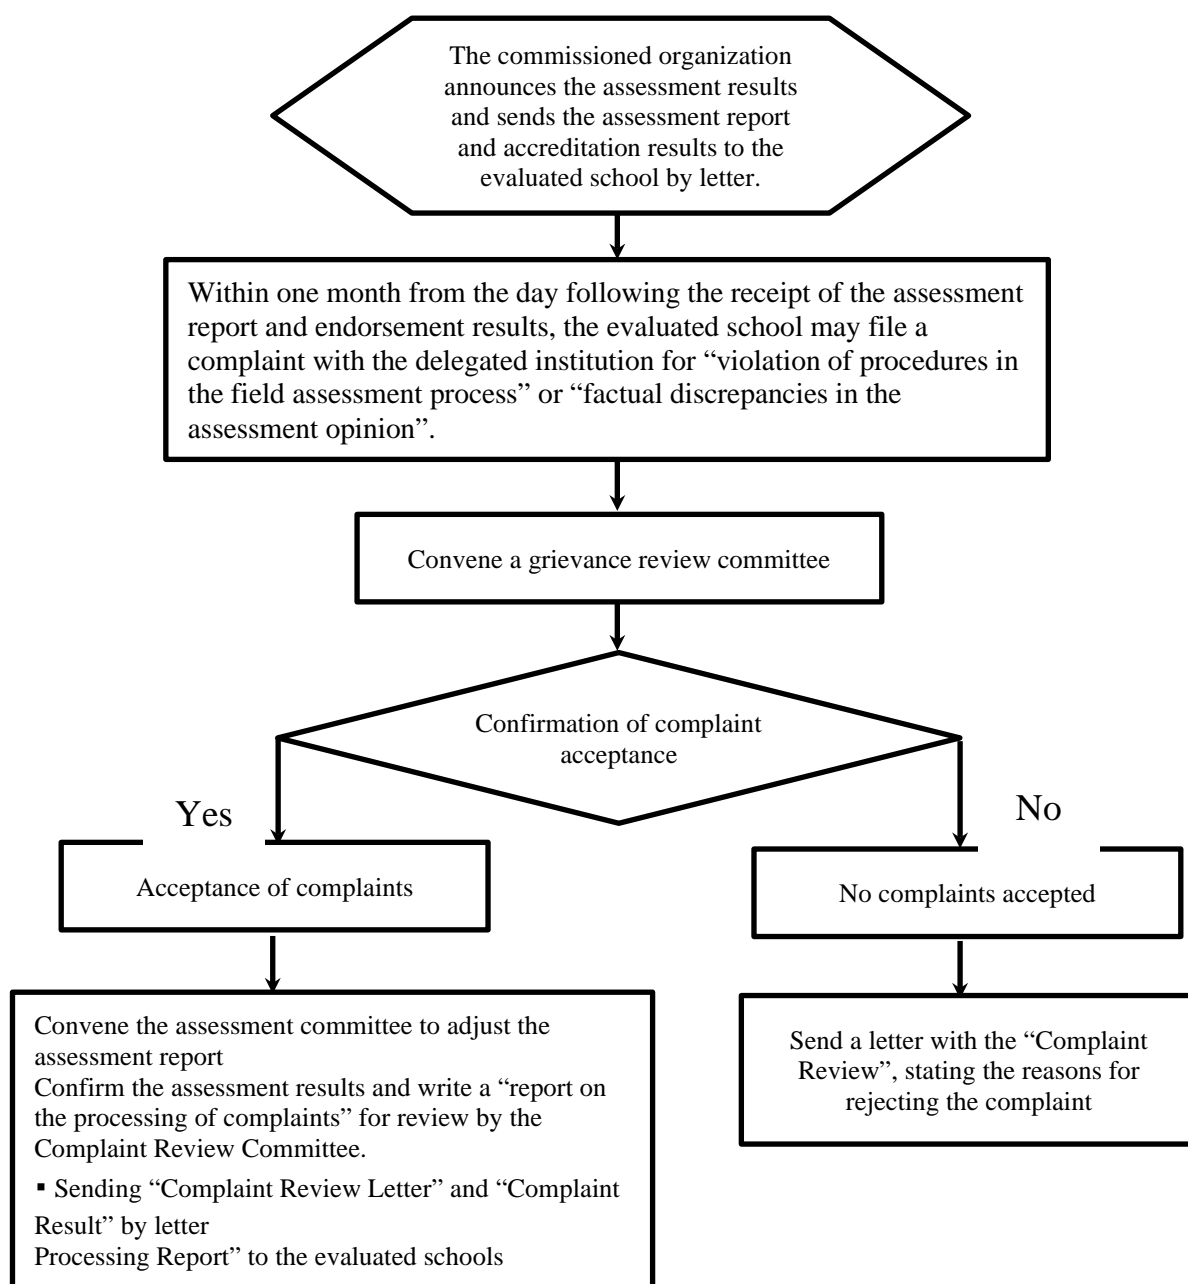 The commissioned organization
announces the assessment results
and sends the assessment report
and accreditation results to the
evaluated school by letter.
Within one month from the day following the receipt of the assessment
report and endorsement results, the evaluated school may file a
complaint with the delegated institution for “violation of procedures in
the field assessment process” or “factual discrepancies in the
assessment opinion”.
Convene a grievance review committee
Confirmation of complaint
acceptance
Yes
No
Acceptance of complaints
No complaints accepted
Convene the assessment committee to adjust the
assessment report
Confirm the assessment results and write a “report on
the processing of complaints” for review by the
Complaint Review Committee.
▪ Sending “Complaint Review Letter” and “Complaint
Result” by letter
Processing Report” to the evaluated schools
Send a letter with the “Complaint
Review”, stating the reasons for
rejecting the complaint